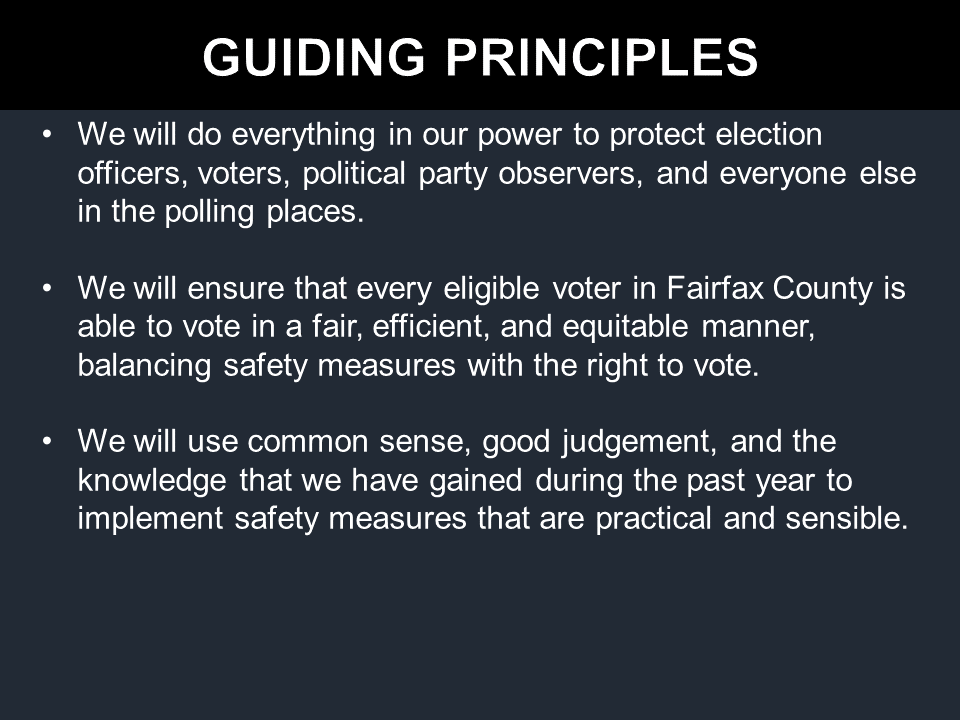 GUIDING PRINCIPLES
• We will do everything in our power to protect election
officers, voters, political party observers, and everyone else
in the polling places.
• We will ensure that every eligible voter in Fairfax County is
able to vote in a fair, efficient, and equitable manner,
balancing safety measures with the right to vote.
• We will use common sense, good judgement, and the
knowledge that we have gained during the past year to
implement safety measures that are practical and sensible.